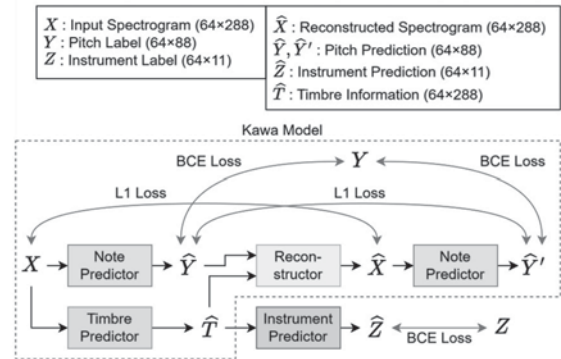 X : Input Spectrogram (64×288)
Y : Pitch Label (64×88)
Z : Instrument Label (64×11)
X̂ : Reconstructed Spectrogram (64×288)
Ŷ, Ŷ′ : Pitch Prediction (64×88)
Ẑ : Instrument Prediction (64×11)
T̂ : Timbre Information (64×288)
Kawa Model
BCE Loss
Y
BCE Loss
L1 Loss
L1 Loss
X
Note
Predictor
Ŷ
Recon-
structor
X̂
Note
Predictor
Ŷ′
Timbre
Predictor
T̂
Instrument
Predictor
Ẑ
BCE Loss
Z